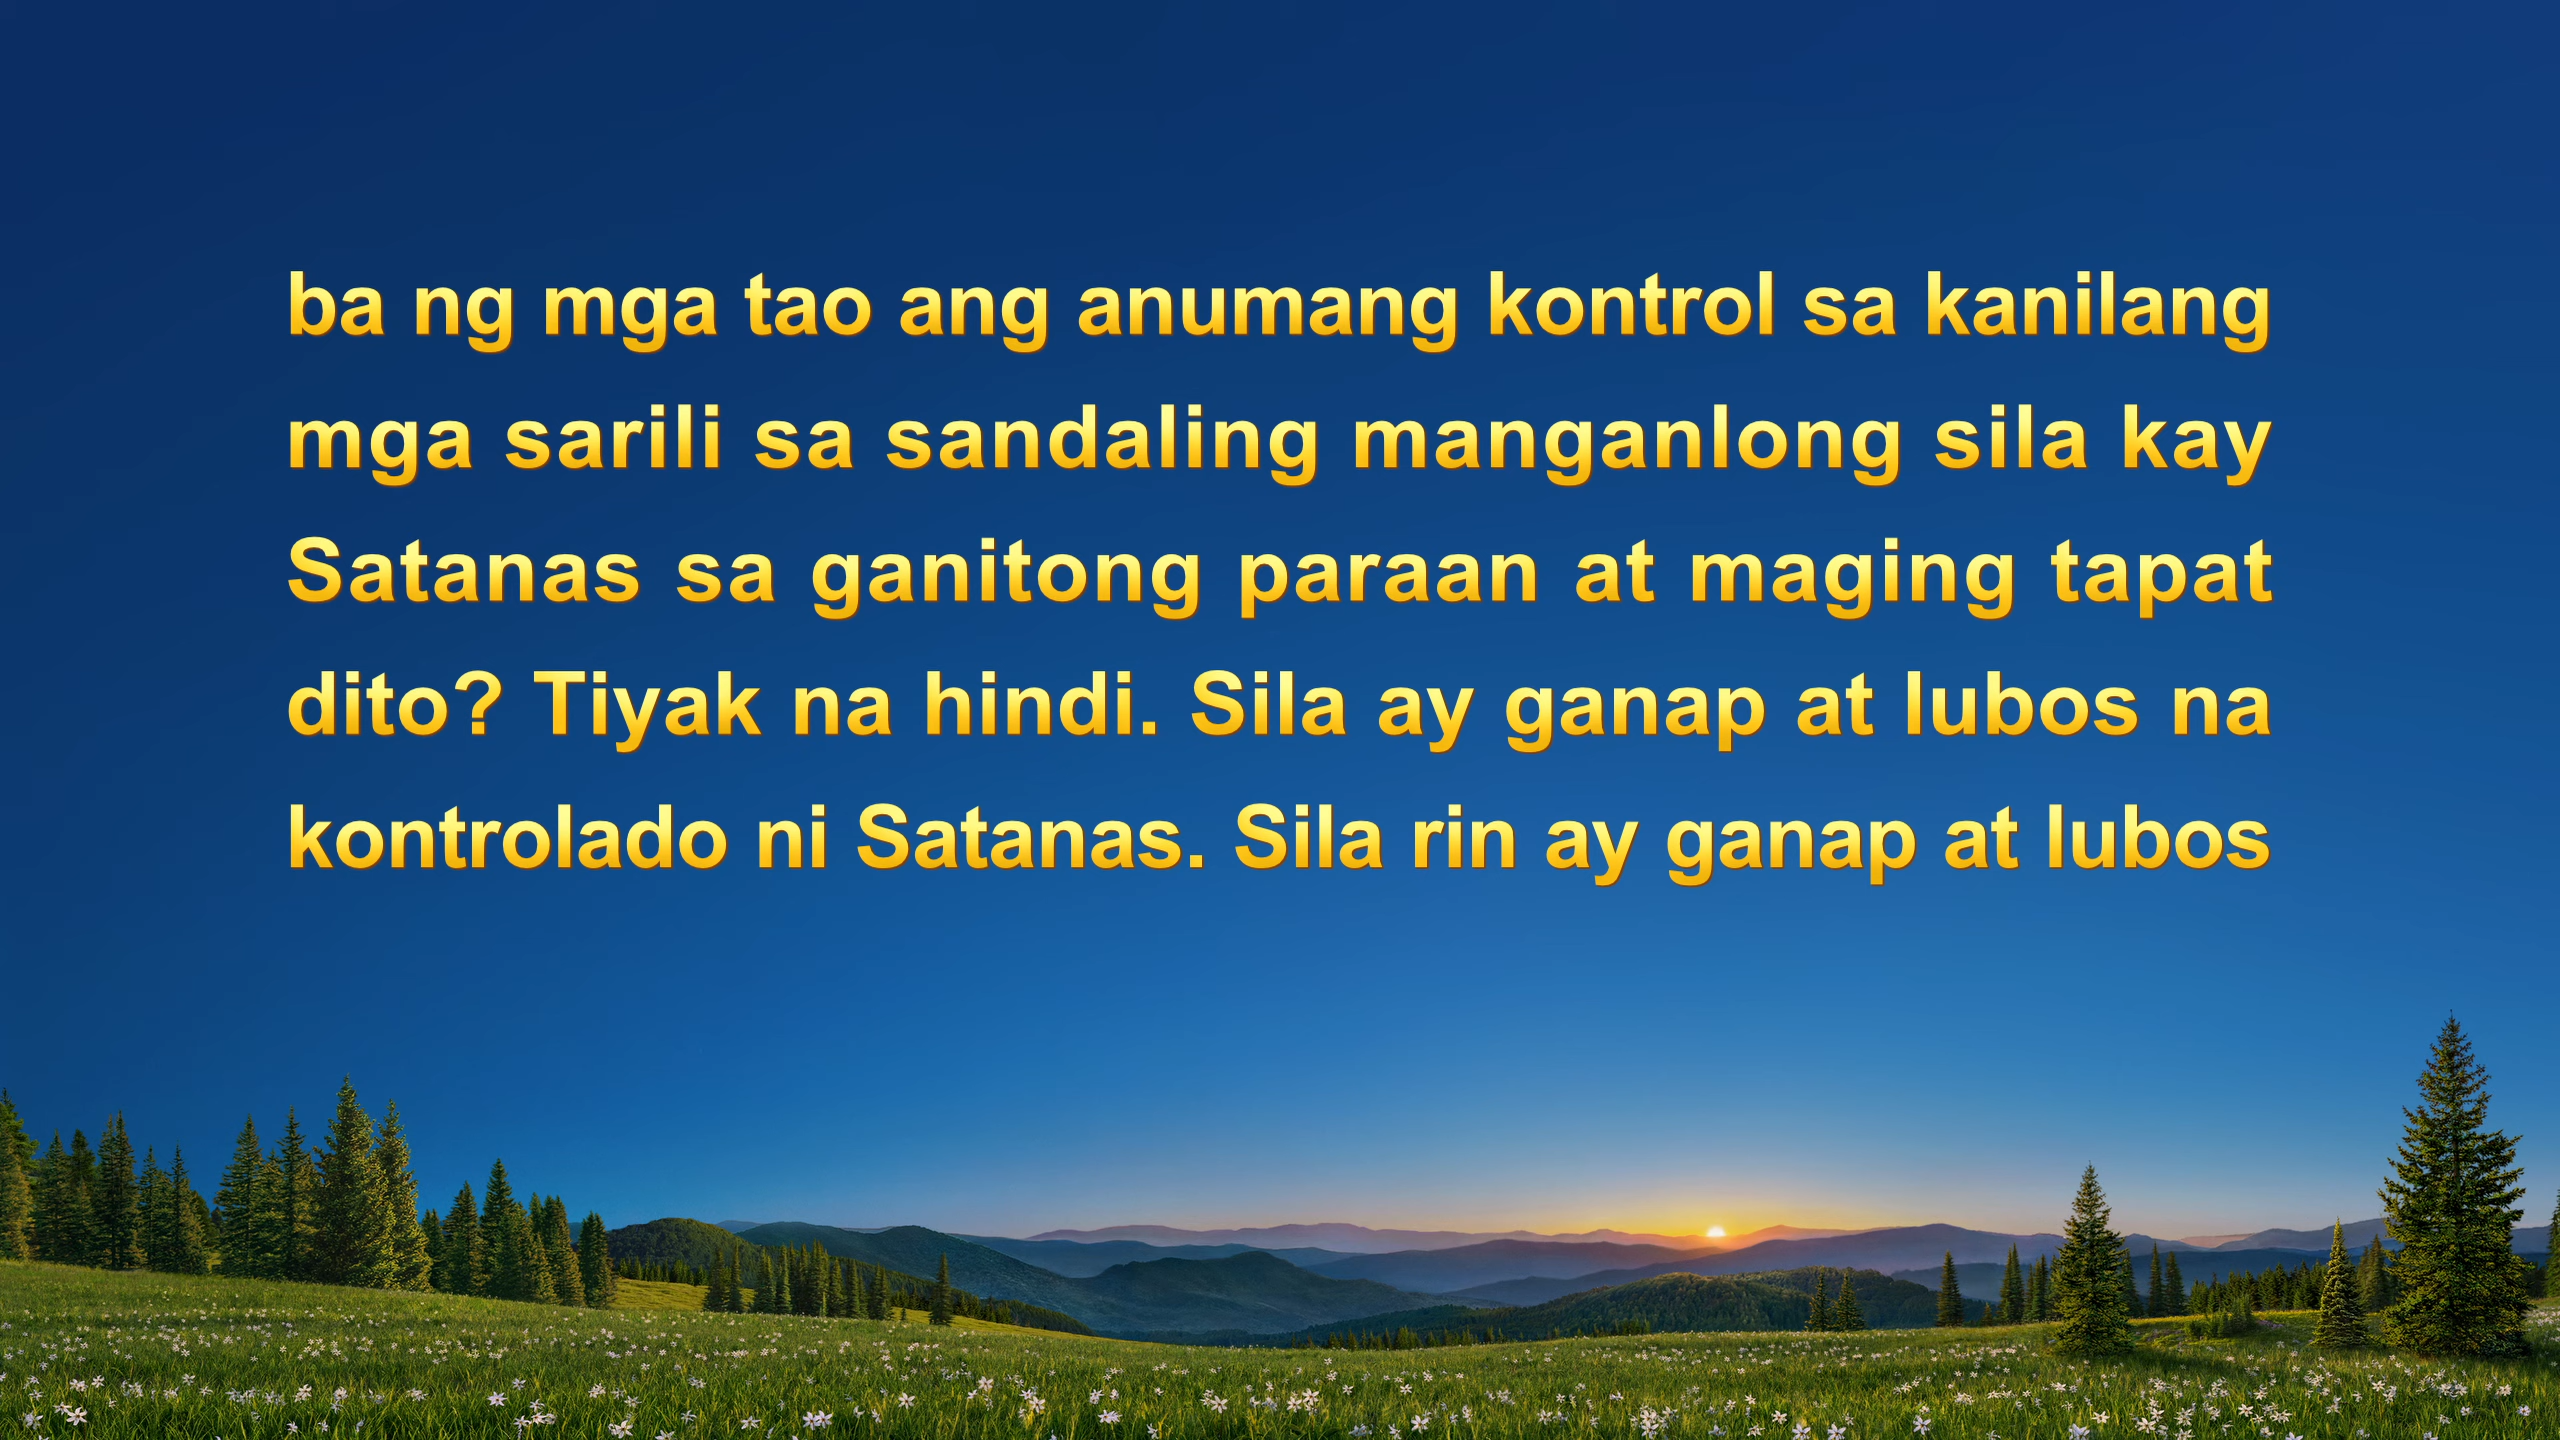 ba ng mga tao ang anumang kontrol sa kanilang
mga sarili sa sandaling manganlong sila kay
Satanas sa ganitong paraan at maging tapat
dito? Tiyak na hindi. Sila ay ganap at lubos na
kontrolado ni Satanas. Sila rin ay ganap at lubos